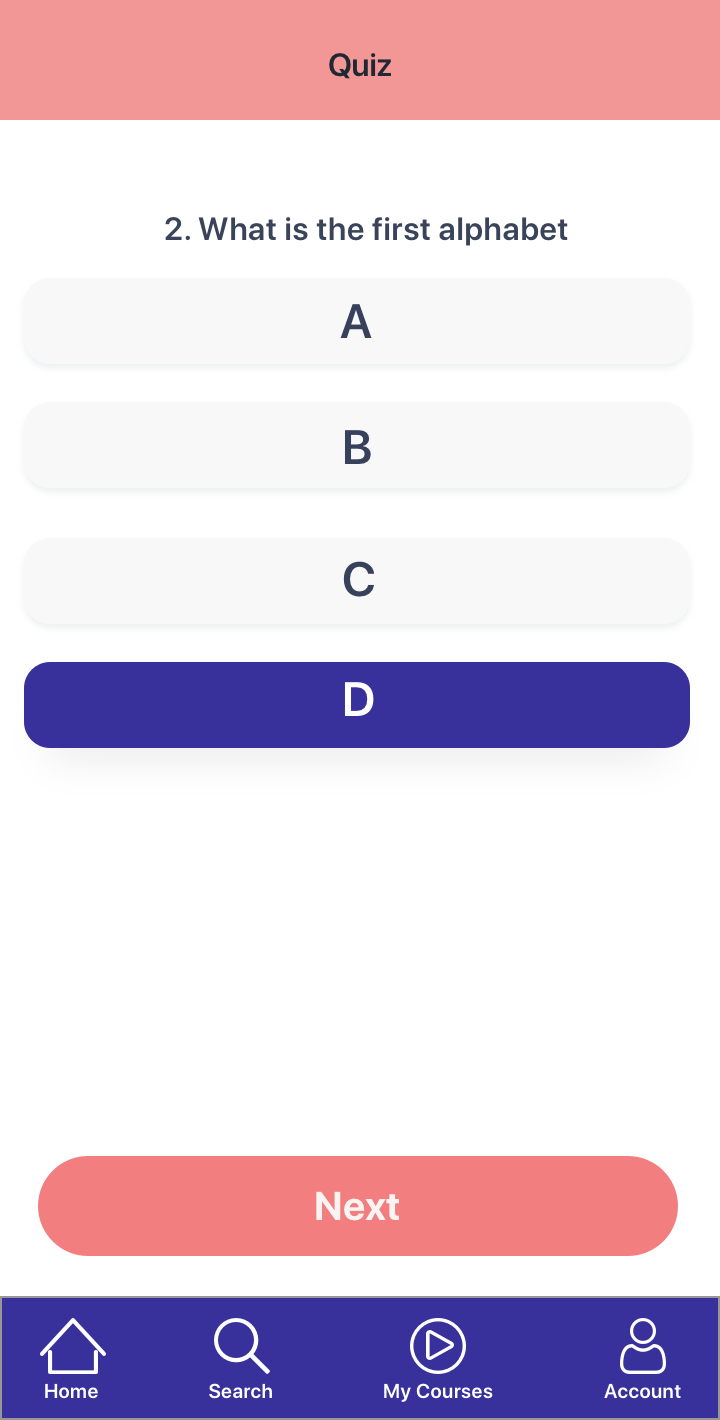 Quiz
2. What is the first alphabet
A
B
C
D
Next
Home Search My Courses Account